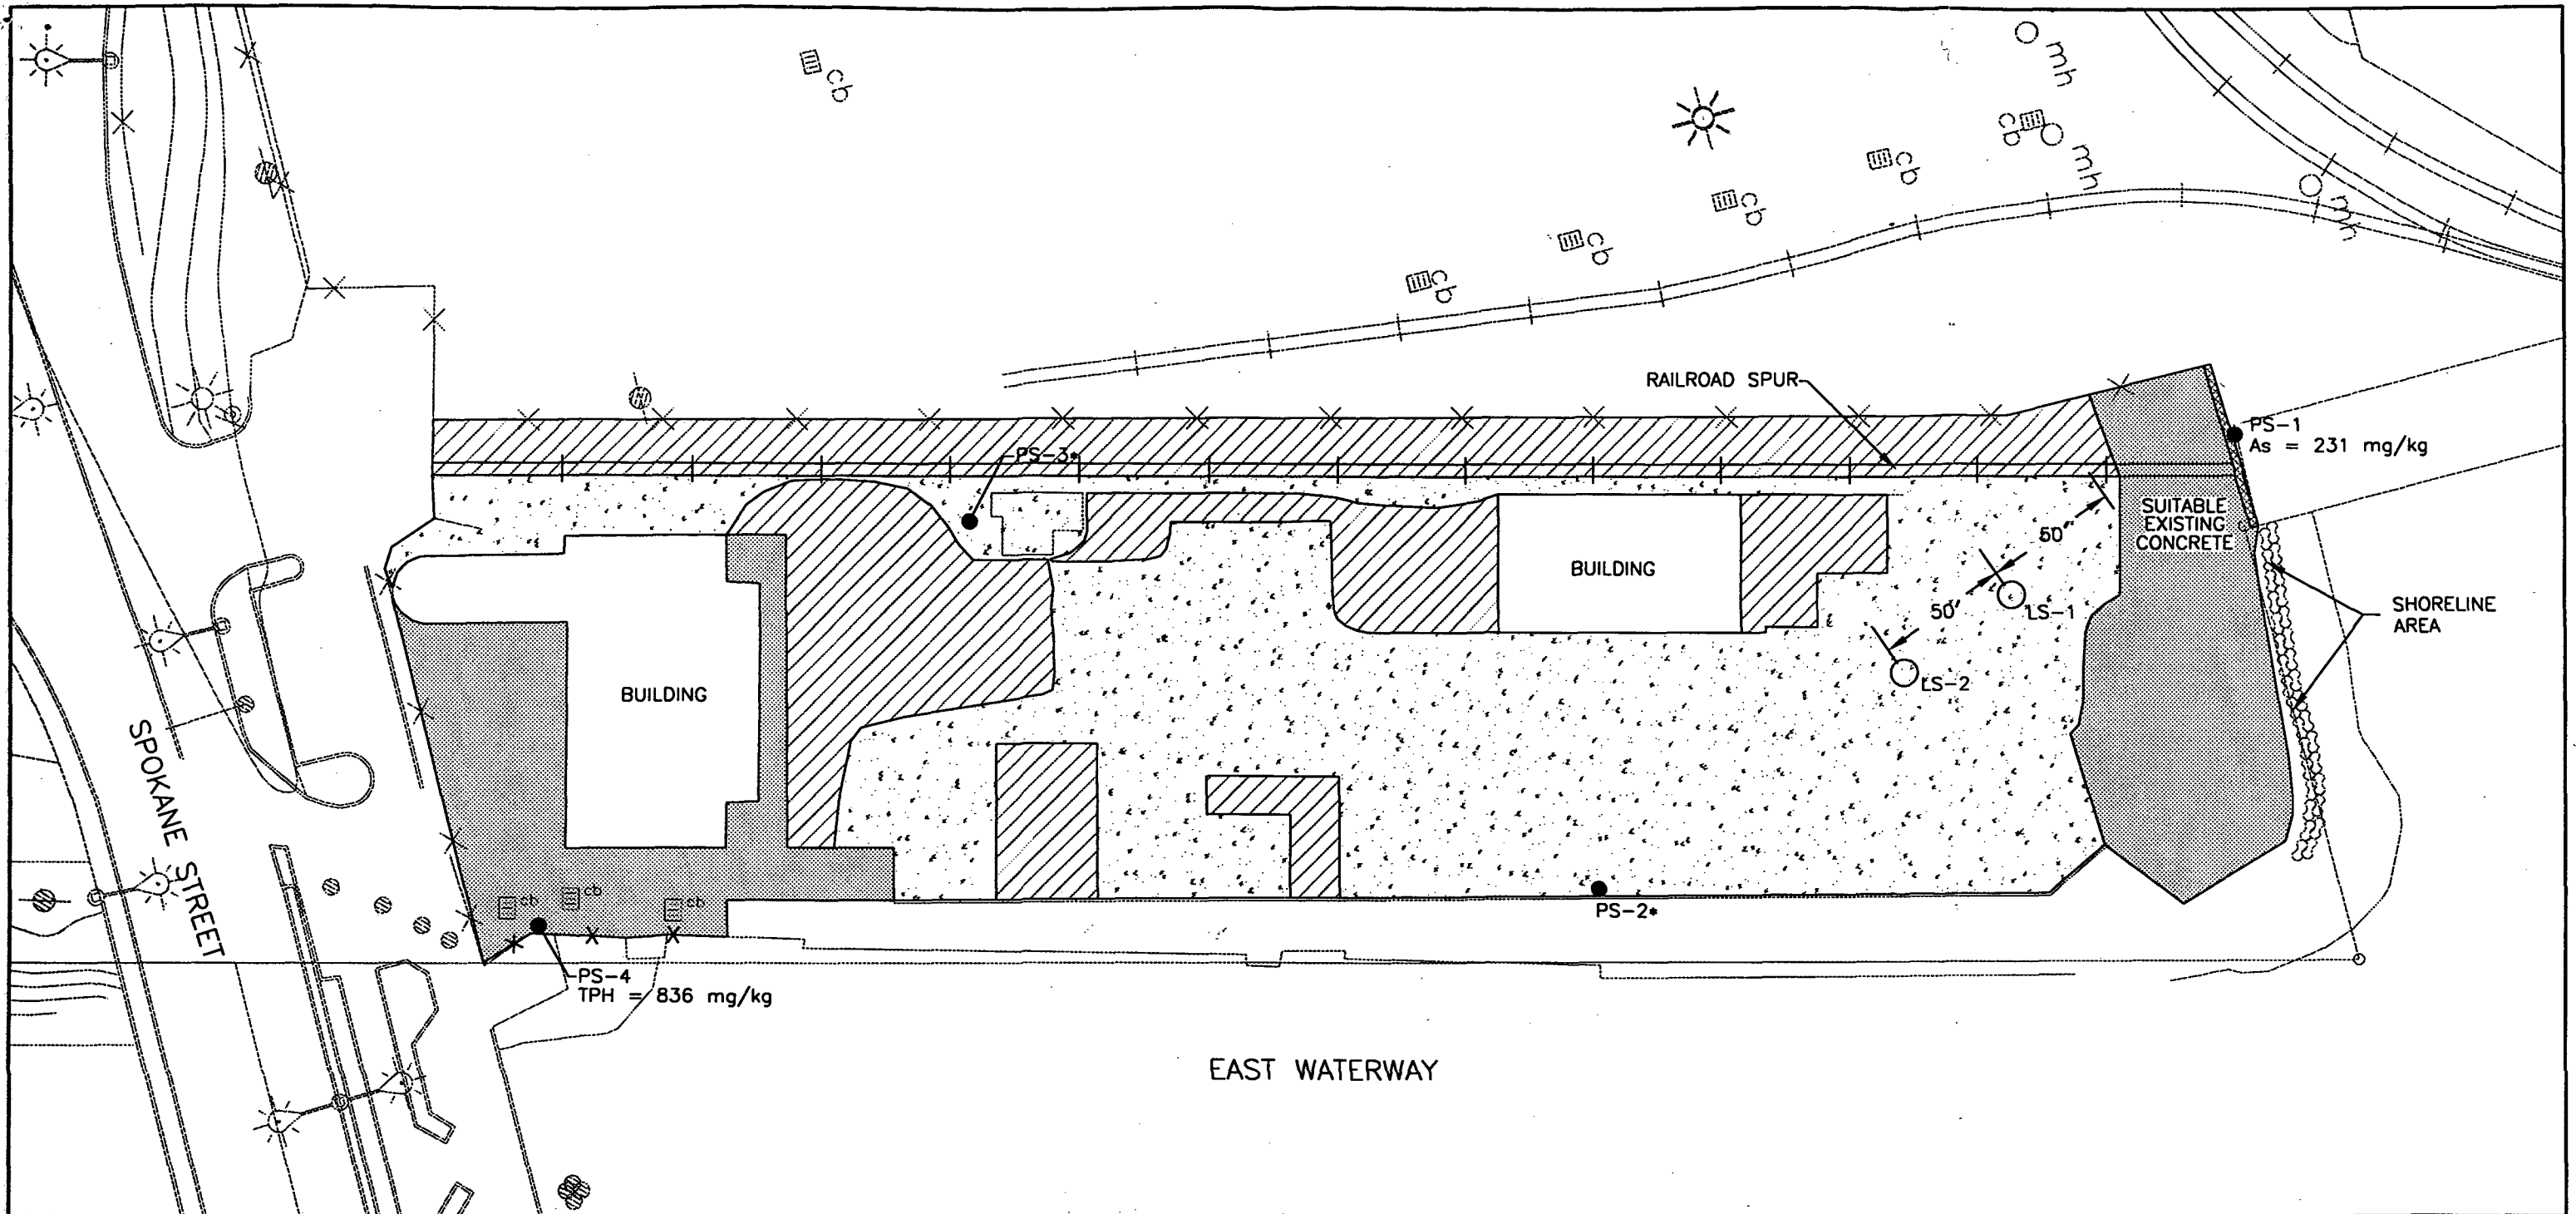 cb
mh
cb
mh
cb
cb
mh
cb
cb
RAILROAD SPUR
PS-1
As = 231 mg/kg
PS-3*
SUITABLE
EXISTING
CONCRETE
50'
BUILDING
50'
LS-1
SHORELINE
AREA
LS-2
BUILDING
SPOKANE STREET
cb
cb
cb
PS-2*
PS-4
TPH = 836 mg/kg
EAST WATERWAY